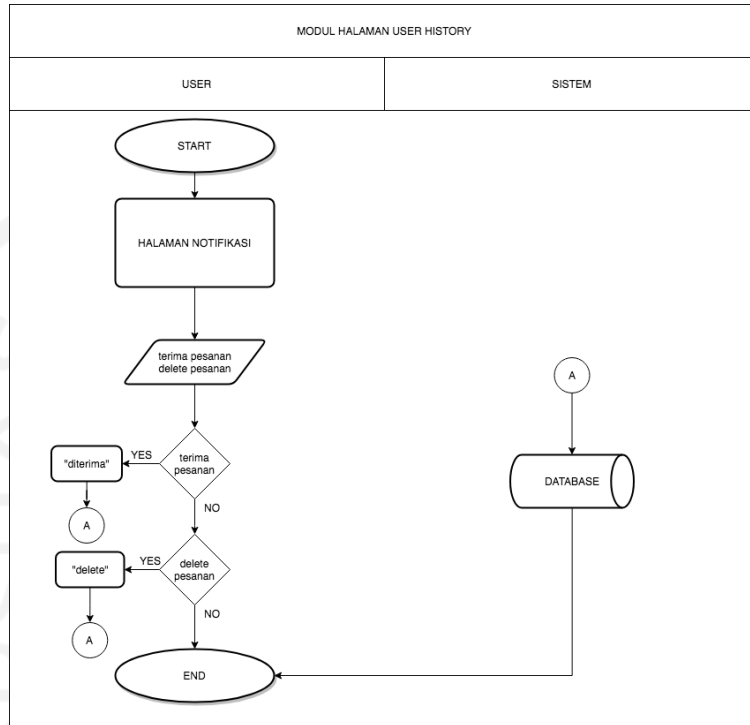 MODUL HALAMAN USER HISTORY
USER
SISTEM
START
HALAMAN NOTIFIKASI
terima pesanan
delete pesanan
A
terima
pesanan
YES
"diterima"
DATABASE
NO
A
delete
pesanan
YES
"delete"
NO
A
END